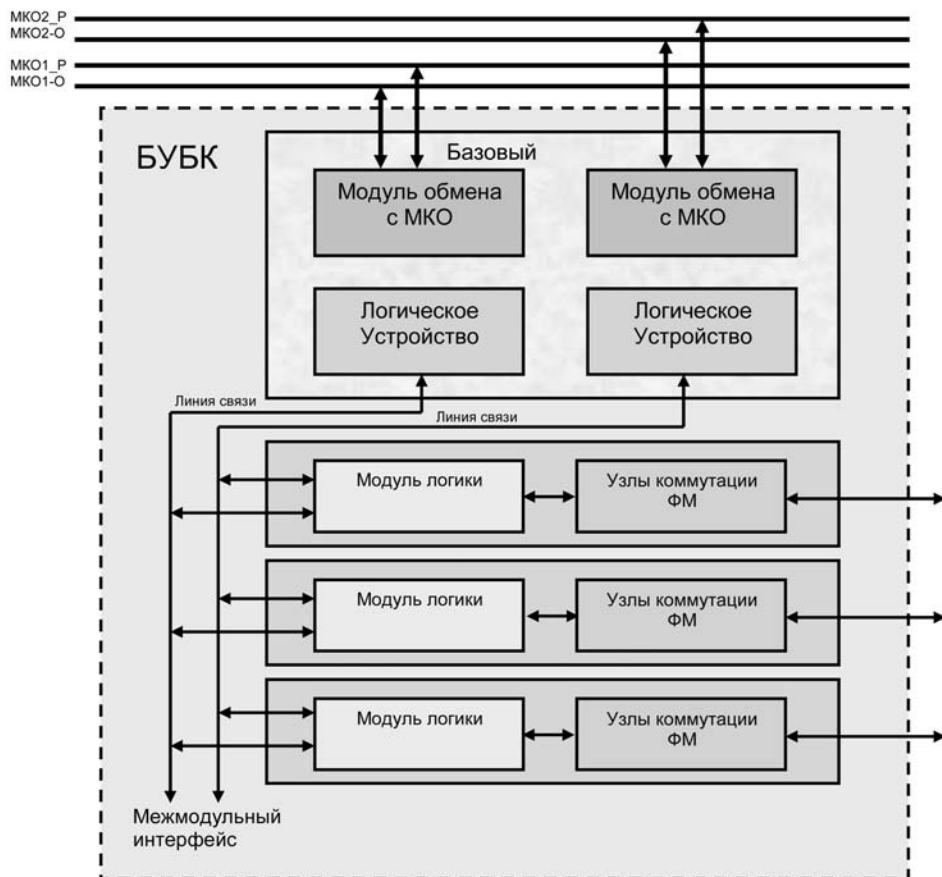 МКО2_Р
МКО2-О
МКО1_Р
МКО1-О
БУБК
Базовый
Модуль обмена
с МКО
Модуль обмена
с МКО
Логическое
Устройство
Логическое
Устройство
Линия связи
Линия связи
Модуль логики
Узлы коммутации
ФМ
Модуль логики
Узлы коммутации
ФМ
Модуль логики
Узлы коммутации
ФМ
Межмодульный
интерфейс